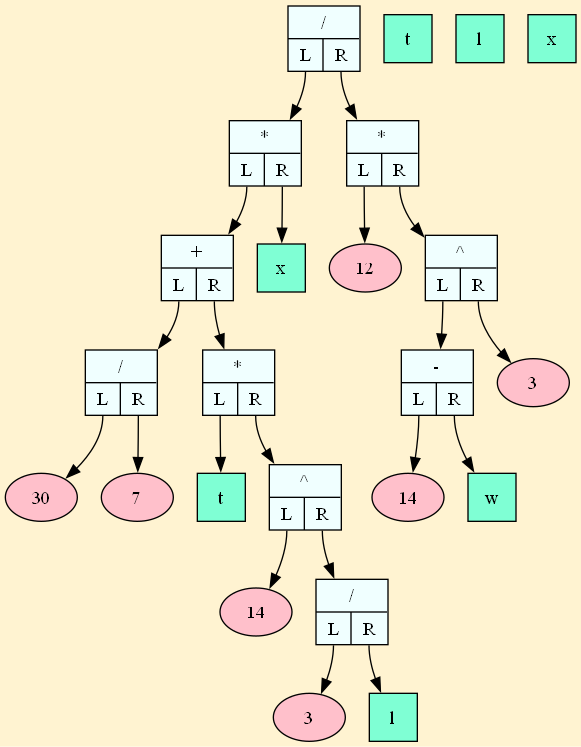 / t l x
L R
* *
L R L R
+ x 12 ^
L R L R
/ * - 3
L R L R L R
30 7 t ^ 14 w
L R
14 /
L R
3 l